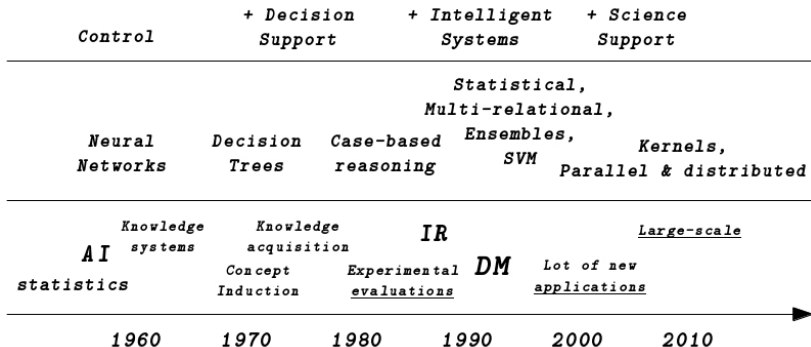 Control
+ Decision
Support
+ Intelligent
Systems
+ Science
Support
Neural
Networks
Decision
Trees
Case-based
reasoning
Statistical,
Multi-relational,
Ensembles,
SVM
Kernels,
Parallel & distributed
AI
statistics
Knowledge
systems
Knowledge
acquisition
Concept
Induction
IR
Experimental
evaluations
DM
Lot of new
applications
Large-scale
1960 1970 1980 1990 2000 2010